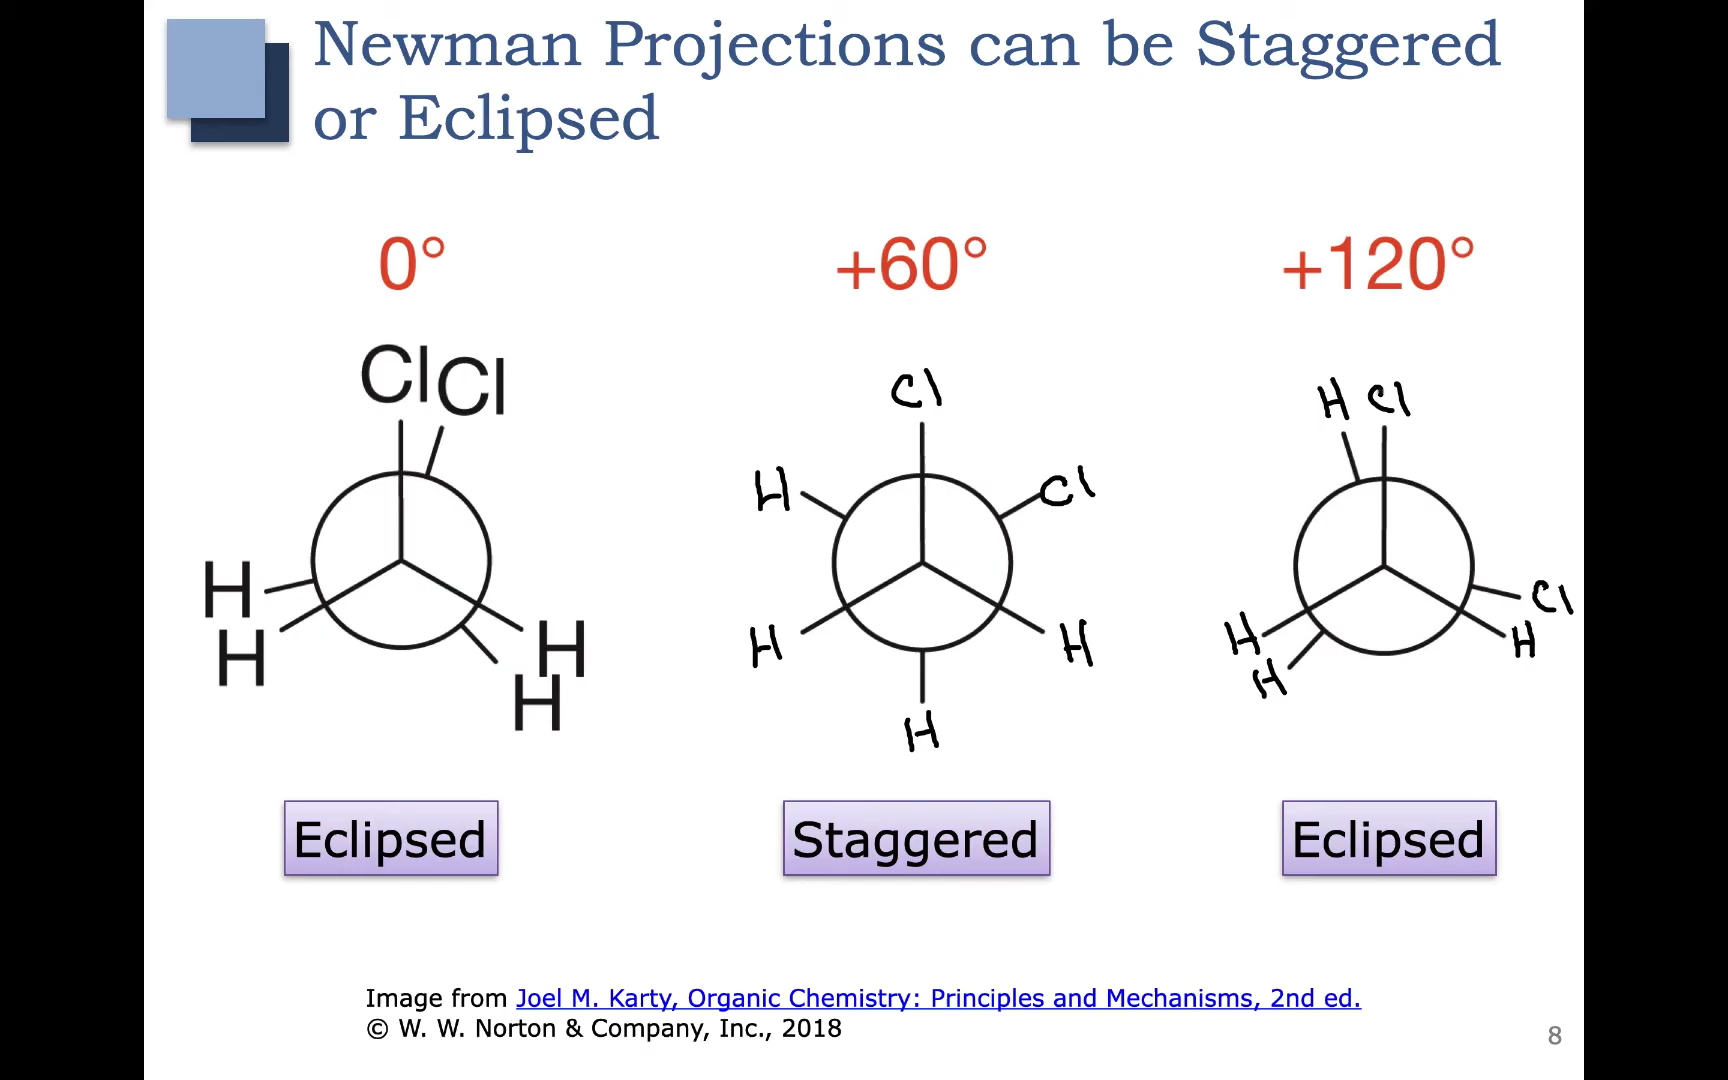 Newman Projections can be Staggered
or Eclipsed
0° +60° +120°
ClCl
H
H
H
H
Cl
H Cl
H H
H
H Cl
Cl
H H
H
Eclipsed Staggered Eclipsed
Image from Joel M. Karty, Organic Chemistry: Principles and Mechanisms, 2nd ed.
© W. W. Norton & Company, Inc., 2018
8